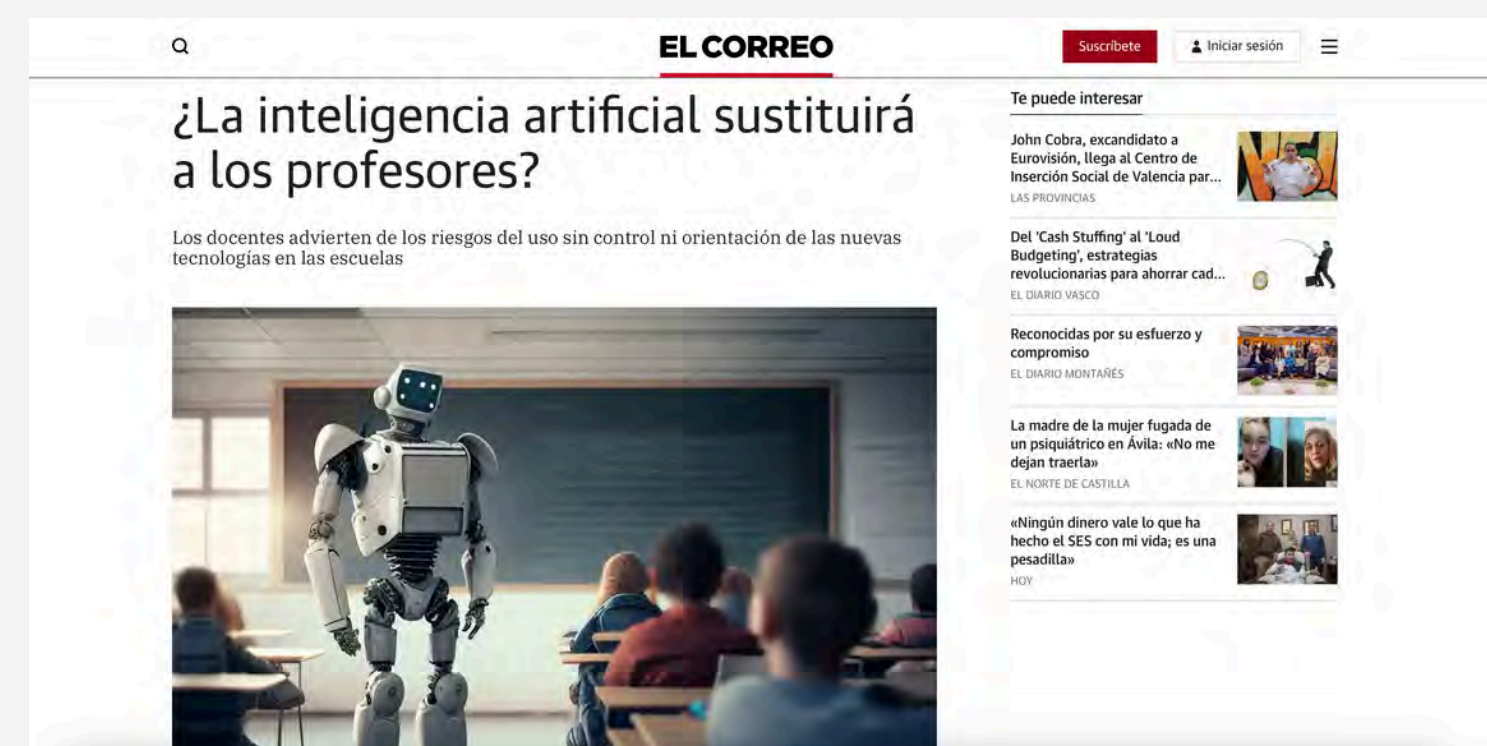 EL CORREO
Suscríbete
Iniciar sesión
¿La inteligencia artificial sustituirá
a los profesores?
Los docentes advierten de los riesgos del uso sin control ni orientación de las nuevas
tecnologías en las escuelas
Te puede interesar
John Cobra, excandidato a
Eurovisión, llega al Centro de
Inserción Social de Valencia par...
LAS PROVINCIAS
Del 'Cash Stuffing' al 'Loud
Budgeting', estrategias
revolucionarias para ahorrar cad...
EL DIARIO VASCO
Reconocidas por su esfuerzo y
compromiso
EL DIARIO MONTAÑÉS
La madre de la mujer fugada de
un psiquiátrico en Ávila: «No me
dejan traerla»
EL NORTE DE CASTILLA
«Ningún dinero vale lo que ha
hecho el SES con mi vida; es una
pesadilla»
HOY